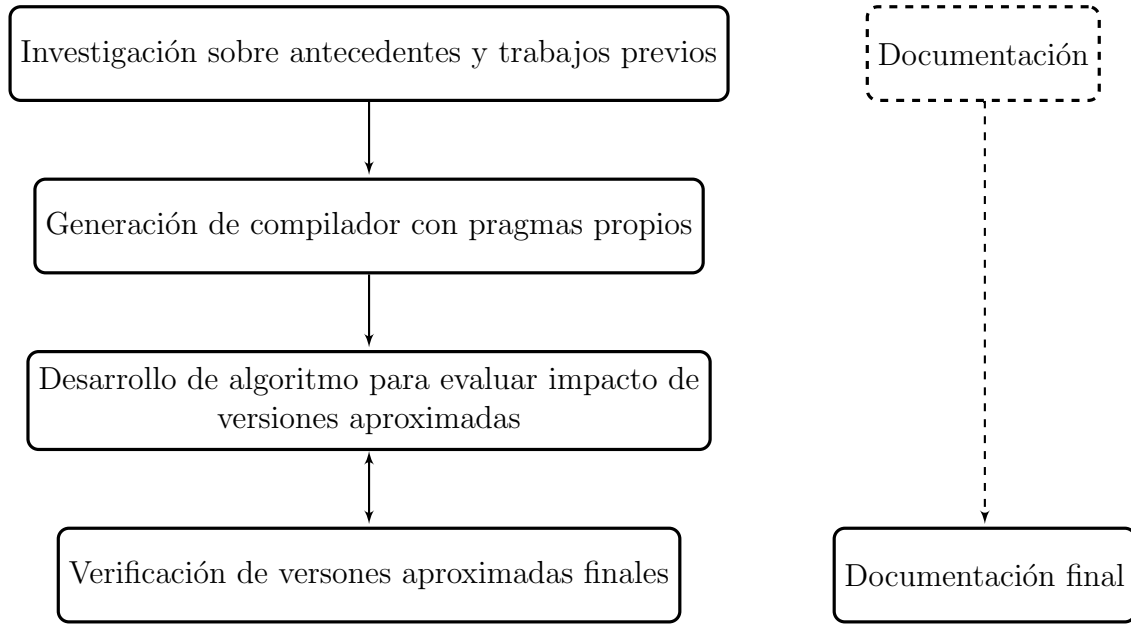 Investigación sobre antecedentes y trabajos previos
Documentación
Generación de compilador con pragmas propios
Desarrollo de algoritmo para evaluar impacto de
versiones aproximadas
Verificación de versones aproximadas finales
Documentación final